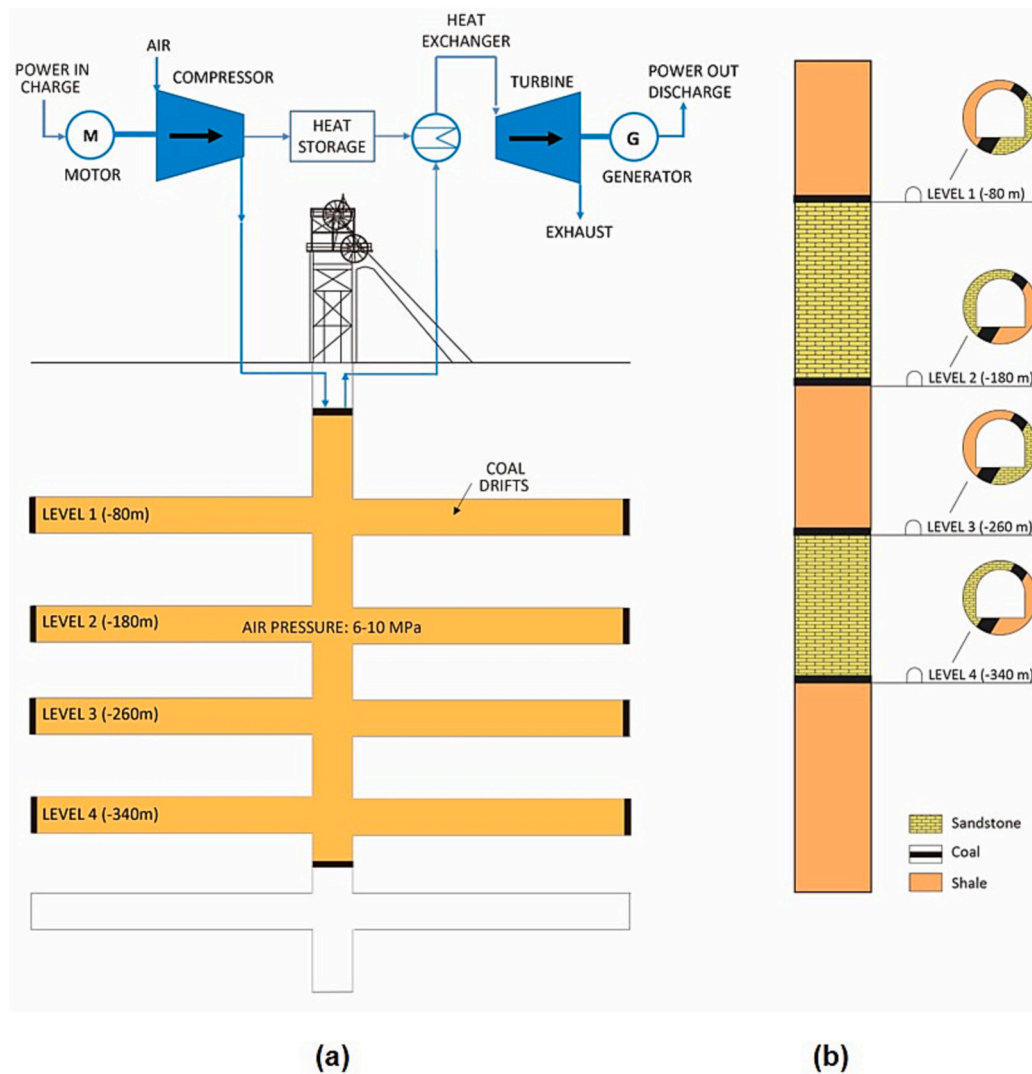 AIR
POWER IN
CHARGE
COMPRESSOR
M
MOTOR
HEAT
STORAGE
HEAT
EXCHANGER
TURBINE
POWER OUT
DISCHARGE
G
GENERATOR
EXHAUST
COAL
DRIFTS
LEVEL 1 (-80m)
LEVEL 2 (-180m)
AIR PRESSURE: 6-10 MPa
LEVEL 3 (-260m)
LEVEL 4 (-340m)
(a)
LEVEL 1 (-80 m)
LEVEL 2 (-180 m)
LEVEL 3 (-260 m)
LEVEL 4 (-340 m)
Sandstone
Coal
Shale
(b)